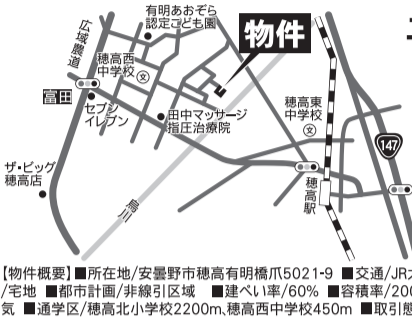 有明あおぞら
認定こども園
広域農道
物件
穂高西
中学校
文
富田
セブン
イレブン
田中マッサージ
指圧治療院
穂高東
中学校
文
147
ザ・ビッグ
穂高店
烏川
穂高駅
【物件概要】■所在地/安曇野市穂高有明橋爪5021-9 ■交通/JR
/宅地 ■都市計画/非線引区域 ■建ぺい率/60% ■容積率/200
気 ■通学区/穂高北小学校2200m、穂高西中学校450m ■取引態